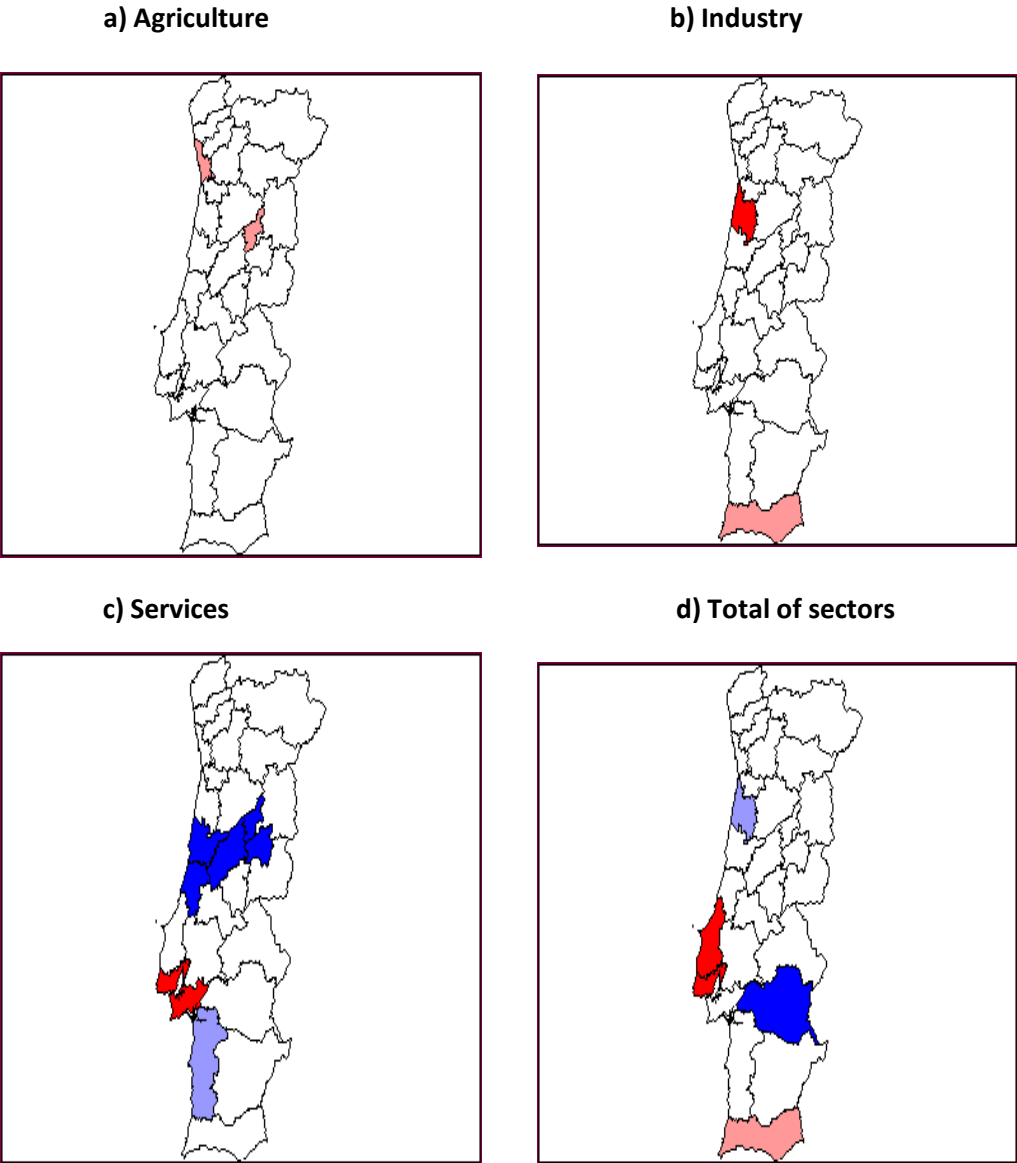 a) Agriculture
b) Industry
c) Services
d) Total of sectors